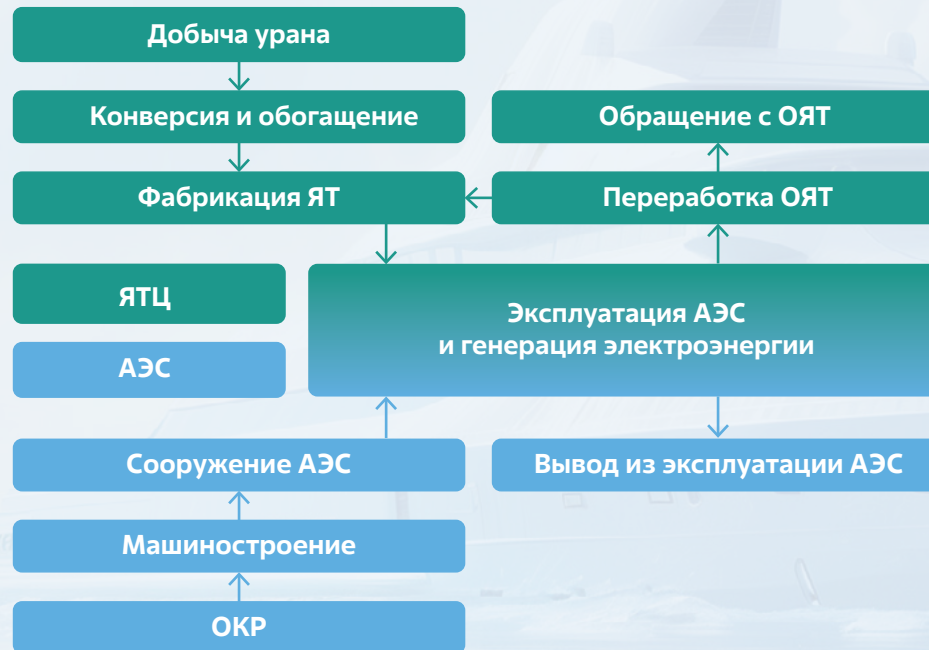 Добыча урана
Конверсия и обогащение
Обращение с ОЯТ
Фабрикация ЯТ
Переработка ОЯТ
ЯТЦ
Эксплуатация АЭС
и генерация электроэнергии
АЭС
Сооружение АЭС
Вывод из эксплуатации АЭС
Машиностроение
ОКР